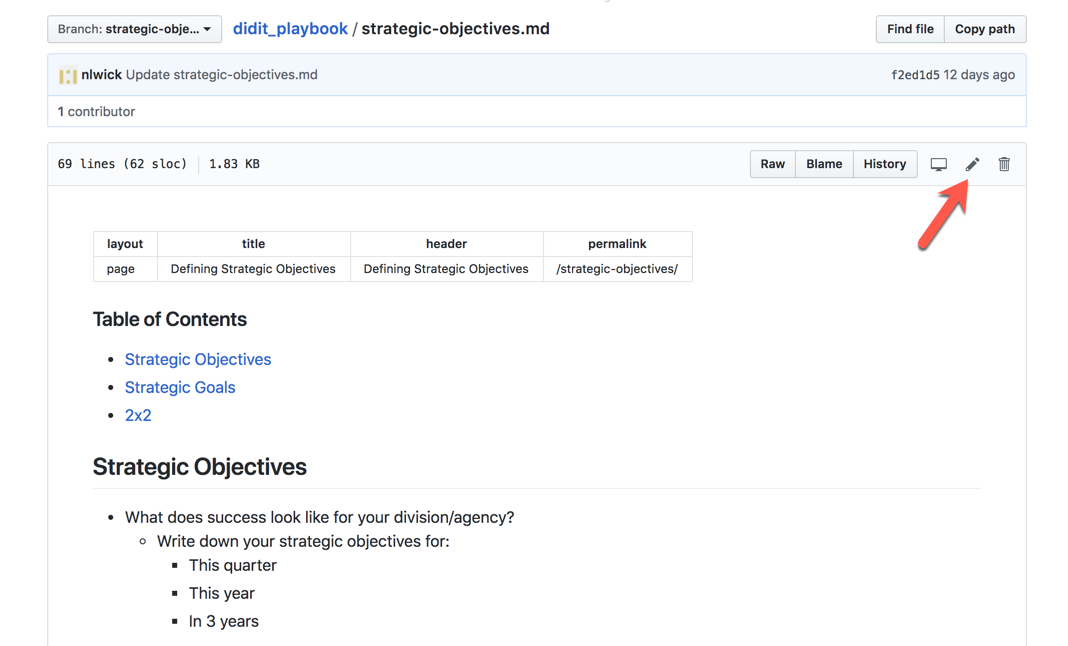 Branch: strategic-obje... didit_playbook / strategic-objectives.md Find file Copy path
nlwick Update strategic-objectives.md f2ed1d5 12 days ago
1 contributor
69 lines (62 sloc) 1.83 KB Raw Blame History
layout title header permalink
page Defining Strategic Objectives Defining Strategic Objectives /strategic-objectives/
Table of Contents
• Strategic Objectives
• Strategic Goals
• 2x2
Strategic Objectives
• What does success look like for your division/agency?
○ Write down your strategic objectives for:
▪ This quarter
▪ This year
▪ In 3 years